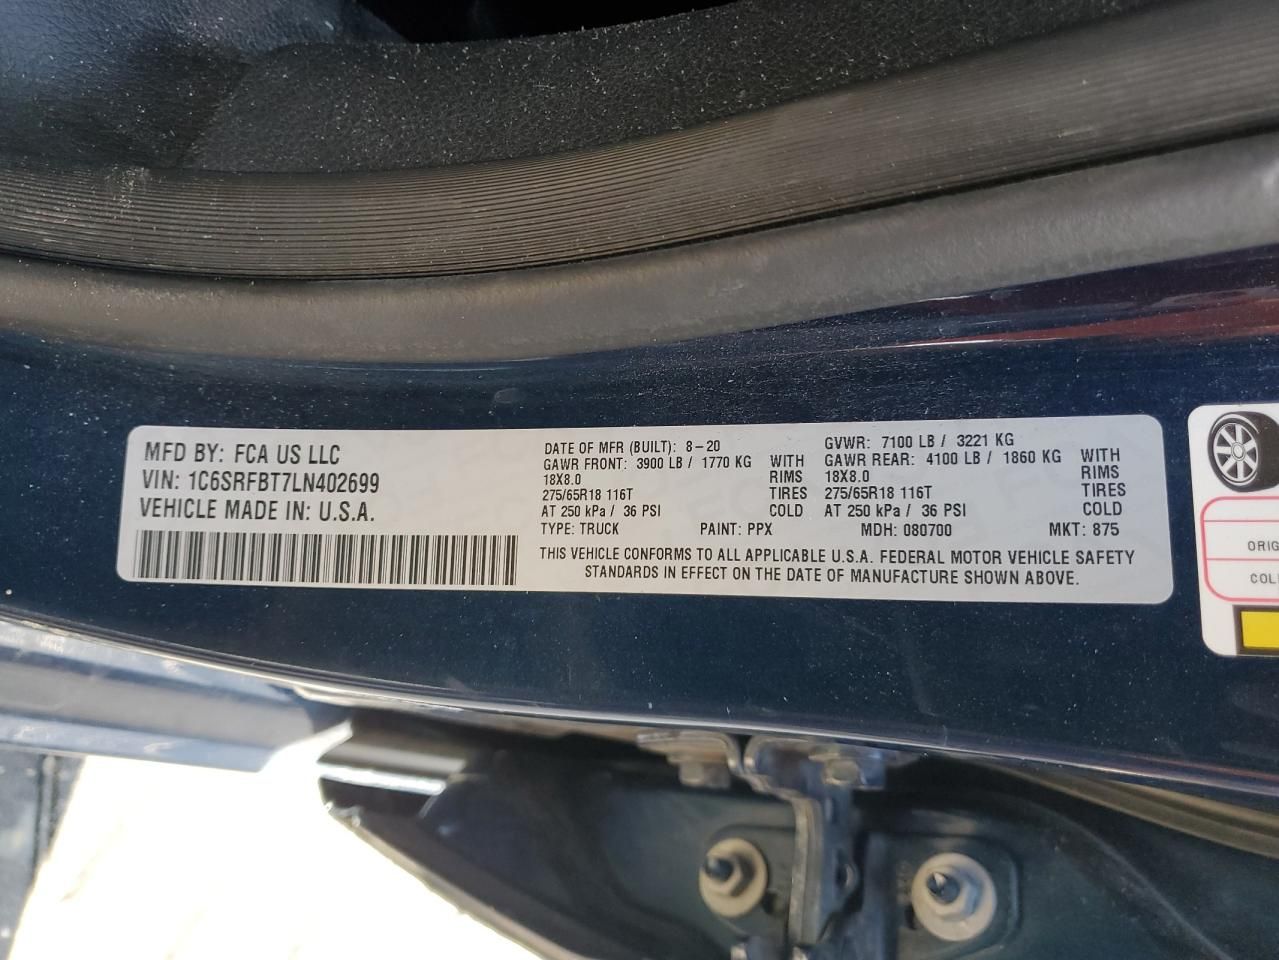 MFD BY: FCA US LLC
VIN: 1C6SRFBT7LN402699
VEHICLE MADE IN: U.S.A.
DATE OF MFR (BUILT): 8-20
GAWR FRONT: 3900 LB / 1770 KG WITH
18X8.0 RIMS
275/65R18 116T TIRES
AT 250 kPa / 36 PSI COLD
GVWR: 7100 LB / 3221 KG
GAWR REAR: 4100 LB / 1860 KG WITH
18X8.0 RIMS
275/65R18 116T TIRES
AT 250 kPa / 36 PSI COLD
TYPE: TRUCK PAINT: PPX MDH: 080700 MKT: 875
THIS VEHICLE CONFORMS TO ALL APPLICABLE U.S.A. FEDERAL MOTOR VEHICLE SAFETY
STANDARDS IN EFFECT ON THE DATE OF MANUFACTURE SHOWN ABOVE.
ORIG
COL